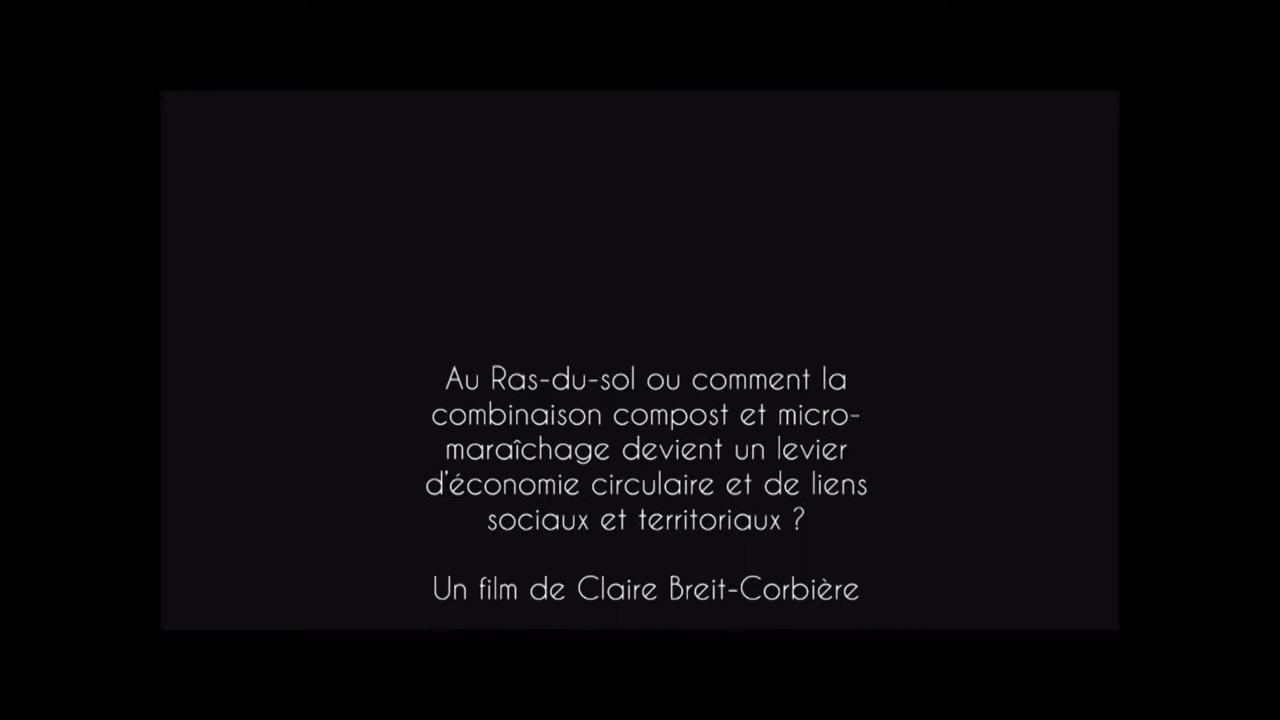 Au Ras-du-sol ou comment la
combinaison compost et micro-
maraîchage devient un levier
d'économie circulaire et de liens
sociaux et territoriaux ?
Un film de Claire Breit-Corbière